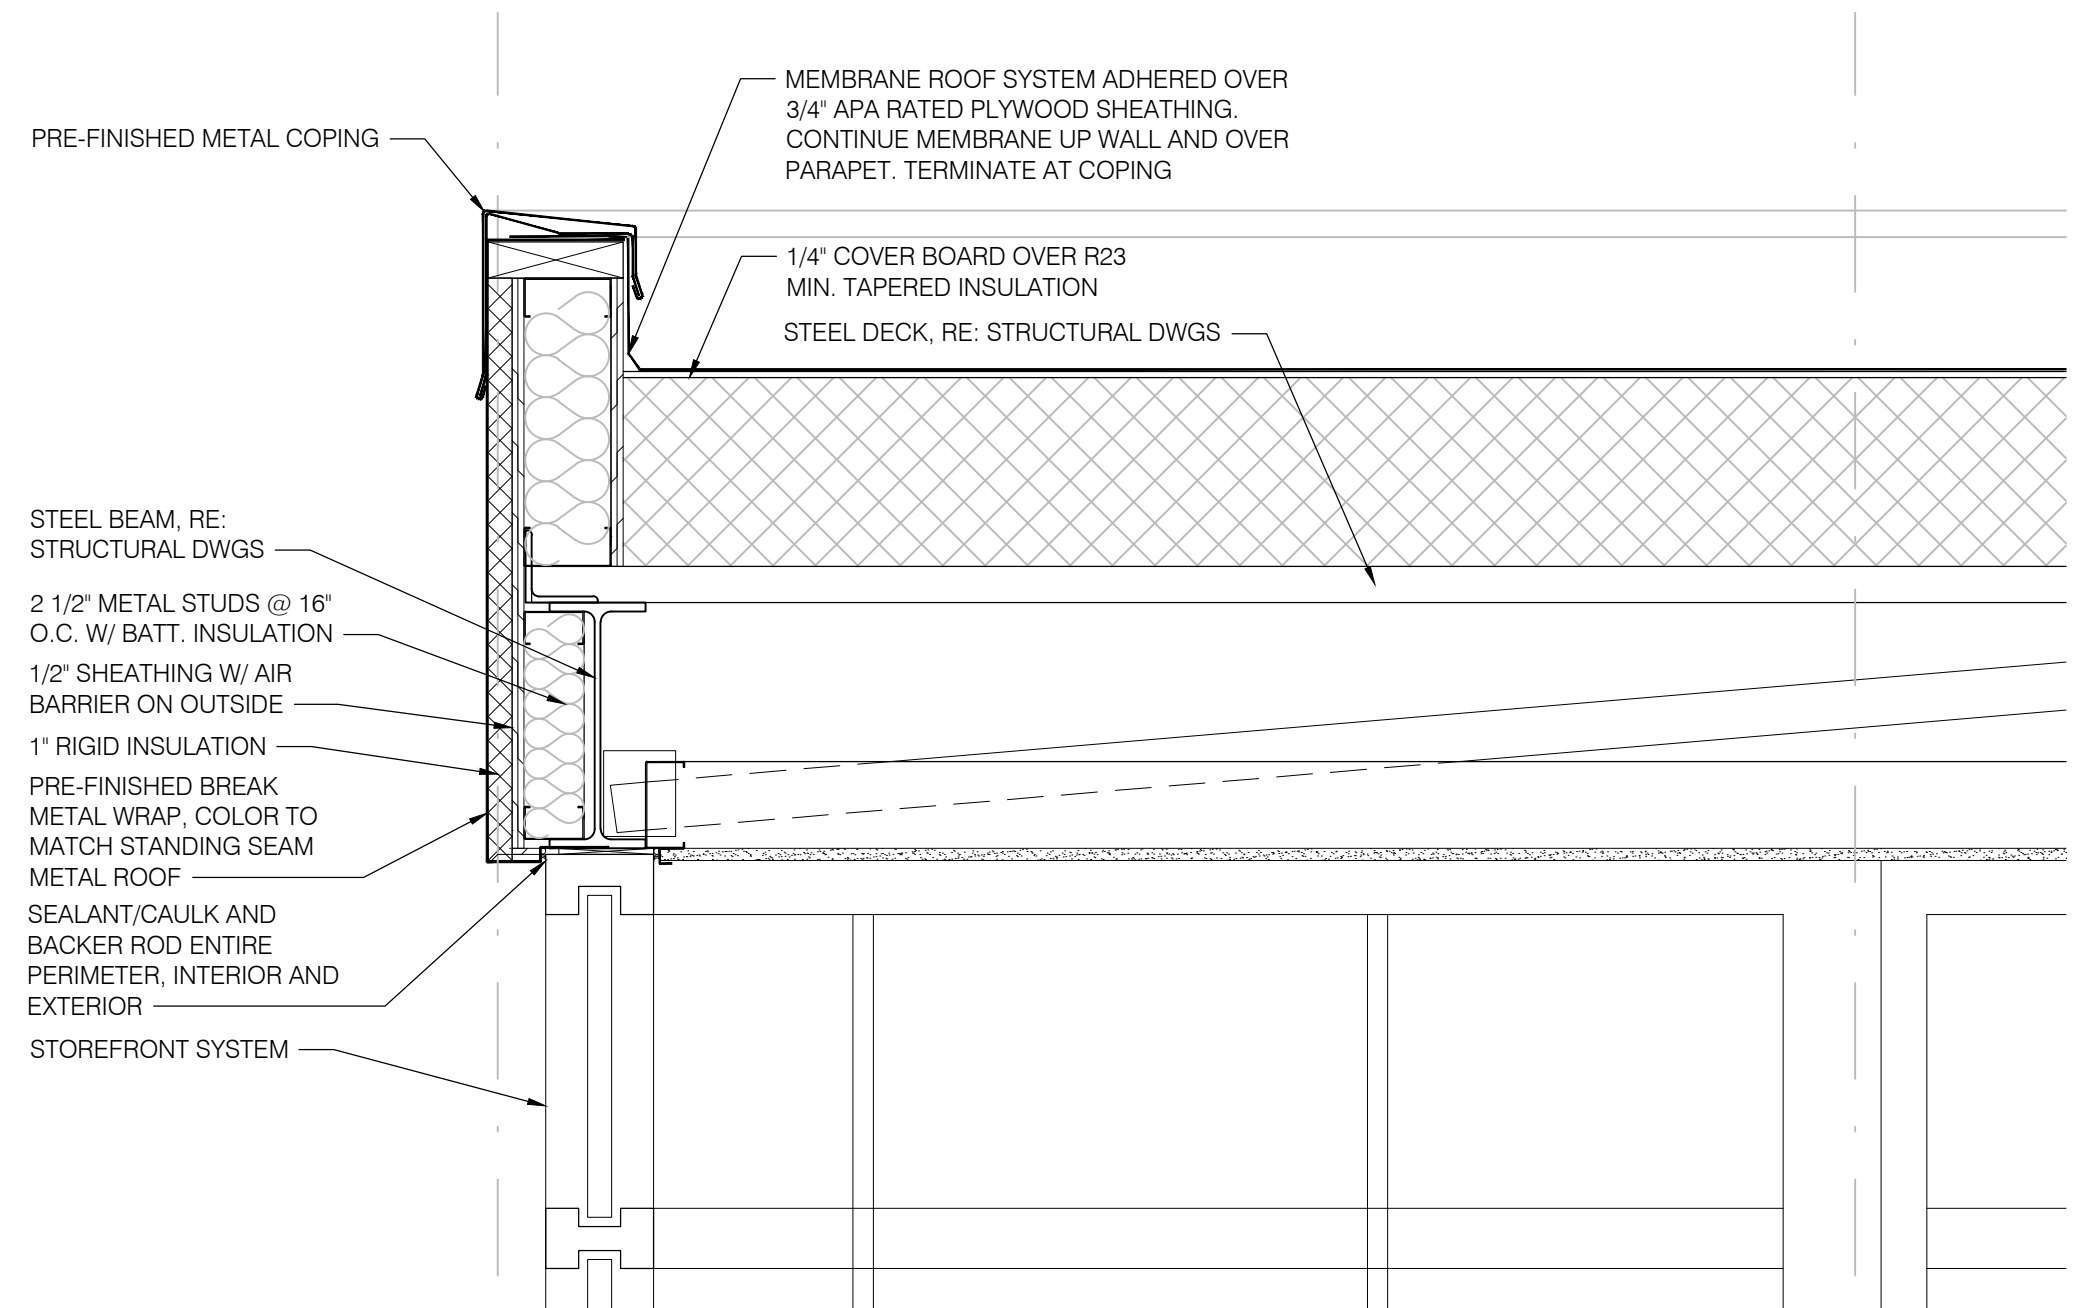 MEMBRANE ROOF SYSTEM ADHERED OVER
3/4" APA RATED PLYWOOD SHEATHING.
CONTINUE MEMBRANE UP WALL AND OVER
PARAPET. TERMINATE AT COPING
PRE-FINISHED METAL COPING
1/4" COVER BOARD OVER R23
MIN. TAPERED INSULATION
STEEL DECK, RE: STRUCTURAL DWGS
STEEL BEAM, RE:
STRUCTURAL DWGS
2 1/2" METAL STUDS @ 16"
O.C. W/ BATT. INSULATION
1/2" SHEATHING W/ AIR
BARRIER ON OUTSIDE
1" RIGID INSULATION
PRE-FINISHED BREAK
METAL WRAP, COLOR TO
MATCH STANDING SEAM
METAL ROOF
SEALANT/CAULK AND
BACKER ROD ENTIRE
PERIMETER, INTERIOR AND
EXTERIOR
STOREFRONT SYSTEM